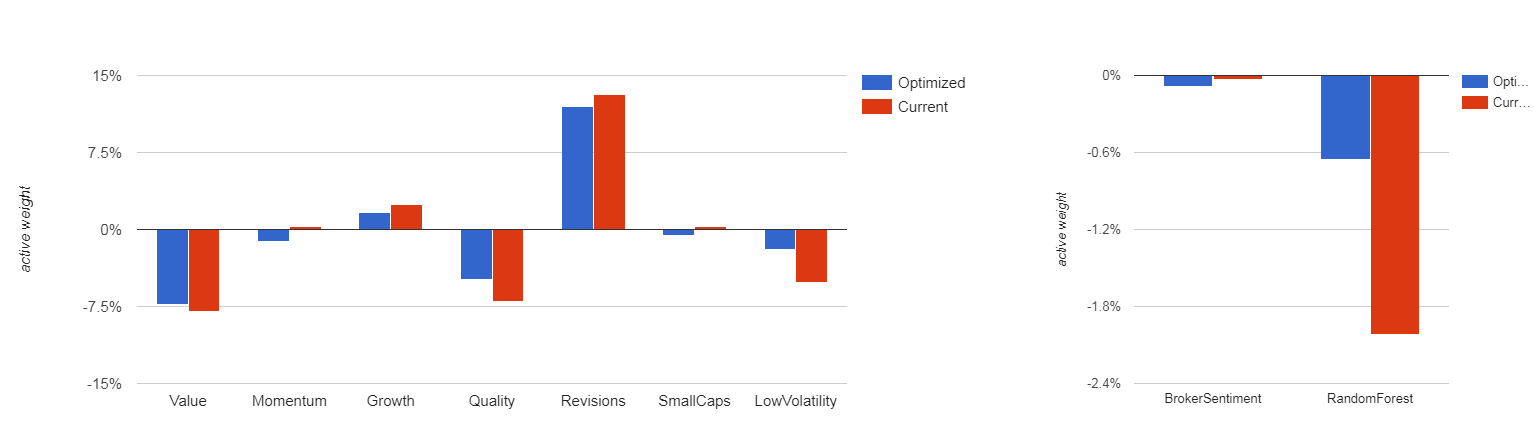 active weight
15%
7.5%
0%
-7.5%
-15%
Value Momentum Growth Quality Revisions SmallCaps LowVolatility
Optimized
Current
active weight
0%
-0.6%
-1.2%
-1.8%
-2.4%
BrokerSentiment RandomForest
Opti...
Curr...